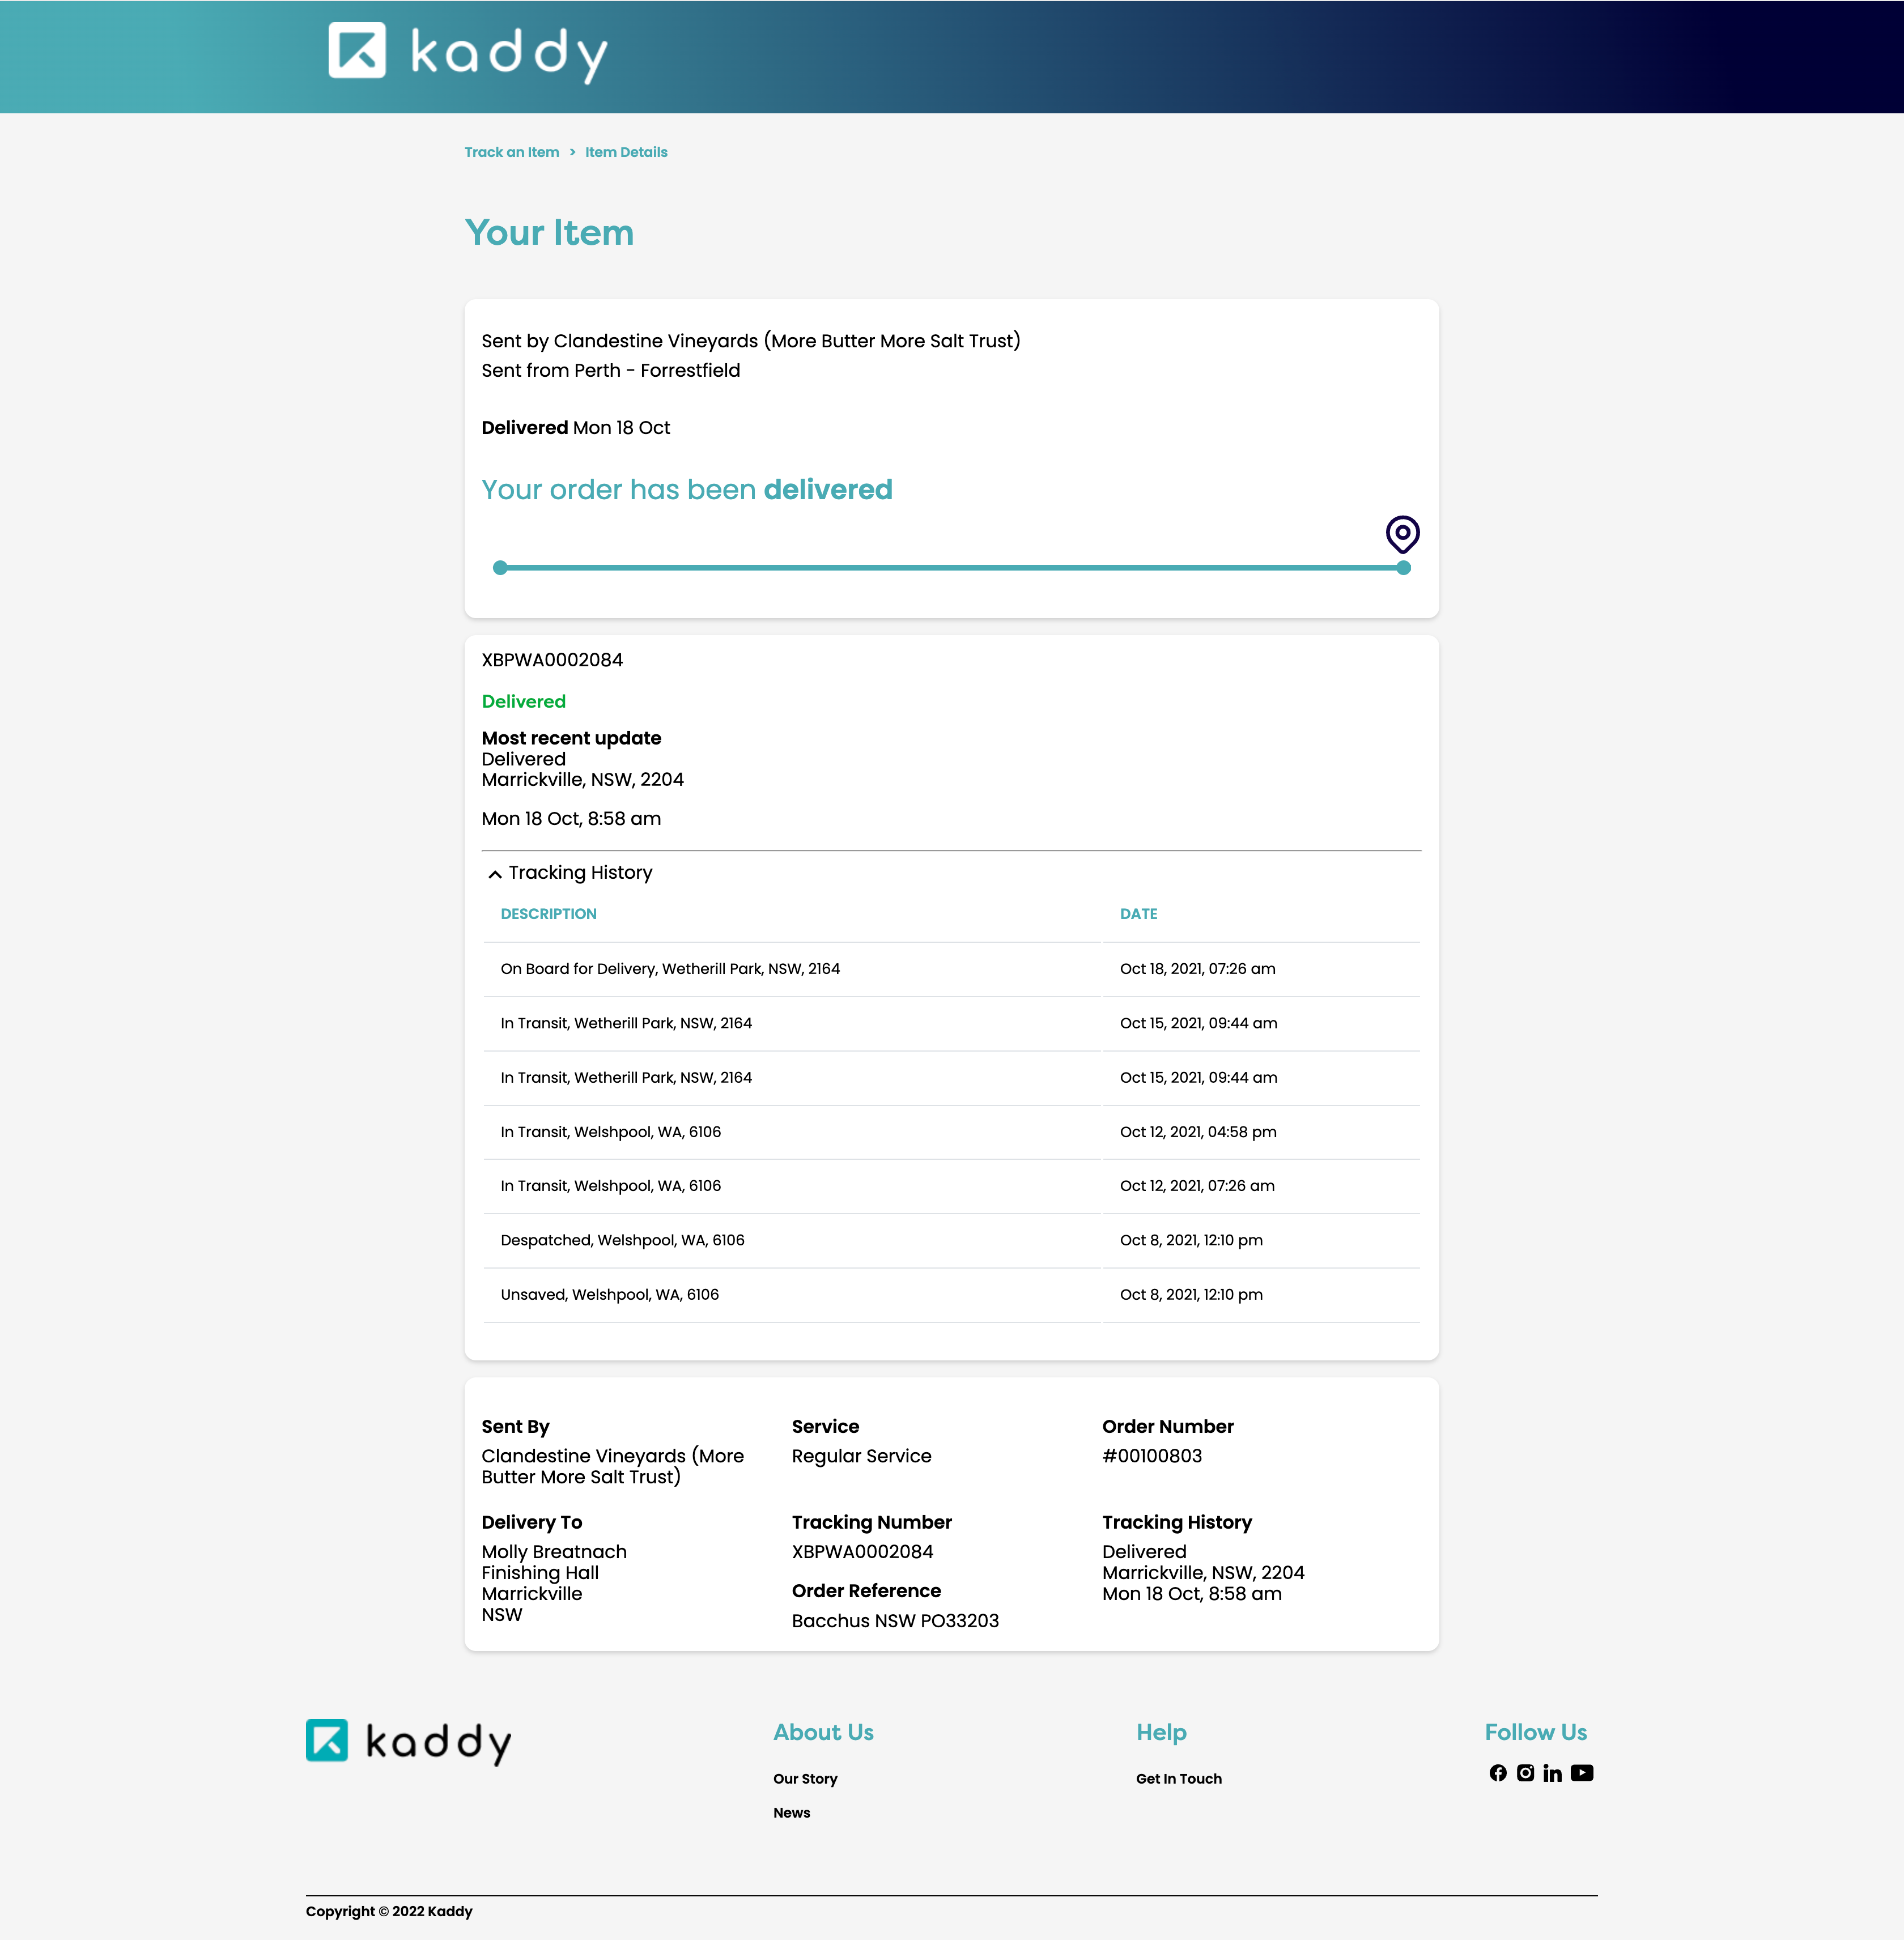 kaddy
Track an Item > Item Details
Your Item
Sent by Clandestine Vineyards (More Butter More Salt Trust)
Sent from Perth - Forrestfield
Delivered Mon 18 Oct
Your order has been delivered
XBPWA0002084
Delivered
Most recent update
Delivered
Marrickville, NSW, 2204
Mon 18 Oct, 8:58 am
Tracking History
DESCRIPTION DATE
On Board for Delivery, Wetherill Park, NSW, 2164 Oct 18, 2021, 07:26 am
In Transit, Wetherill Park, NSW, 2164 Oct 15, 2021, 09:44 am
In Transit, Wetherill Park, NSW, 2164 Oct 15, 2021, 09:44 am
In Transit, Welshpool, WA, 6106 Oct 12, 2021, 04:58 pm
In Transit, Welshpool, WA, 6106 Oct 12, 2021, 07:26 am
Despatched, Welshpool, WA, 6106 Oct 8, 2021, 12:10 pm
Unsaved, Welshpool, WA, 6106 Oct 8, 2021, 12:10 pm
Sent By
Clandestine Vineyards (More
Butter More Salt Trust)
Service
Regular Service
Order Number
#00100803
Delivery To
Molly Breatnach
Finishing Hall
Marrickville
NSW
Tracking Number
XBPWA0002084
Order Reference
Bacchus NSW PO33203
Tracking History
Delivered
Marrickville, NSW, 2204
Mon 18 Oct, 8:58 am
kaddy
About Us
Our Story
News
Help
Get In Touch
Follow Us
Copyright © 2022 Kaddy